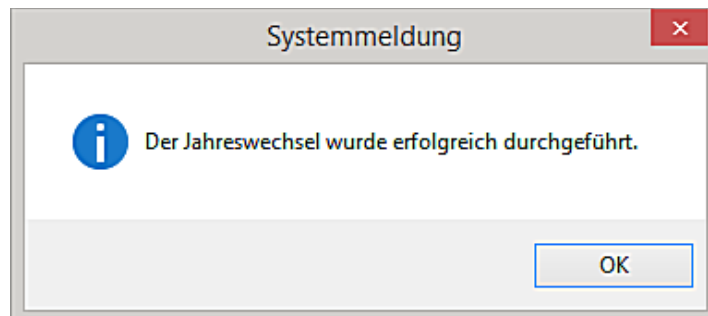 Systemmeldung
Der Jahreswechsel wurde erfolgreich durchgeführt.
OK